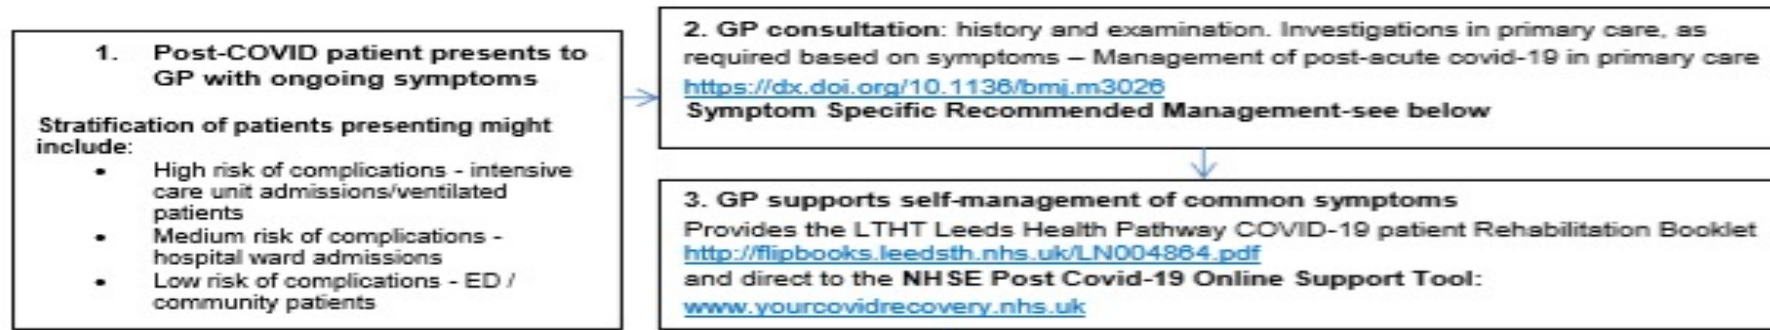 1. Post-COVID patient presents to
GP with ongoing symptoms
Stratification of patients presenting might
include:
• High risk of complications - intensive
care unit admissions/ventilated
patients
• Medium risk of complications -
hospital ward admissions
• Low risk of complications - ED /
community patients
2. GP consultation: history and examination. Investigations in primary care, as
required based on symptoms – Management of post-acute covid-19 in primary care
https://dx.doi.org/10.1136/bmj.m3026
Symptom Specific Recommended Management-see below
3. GP supports self-management of common symptoms
Provides the LTHT Leeds Health Pathway COVID-19 patient Rehabilitation Booklet
http://flipbooks.leedsth.nhs.uk/LN004864.pdf
and direct to the NHSE Post Covid-19 Online Support Tool:
www.yourcovidrecovery.nhs.uk